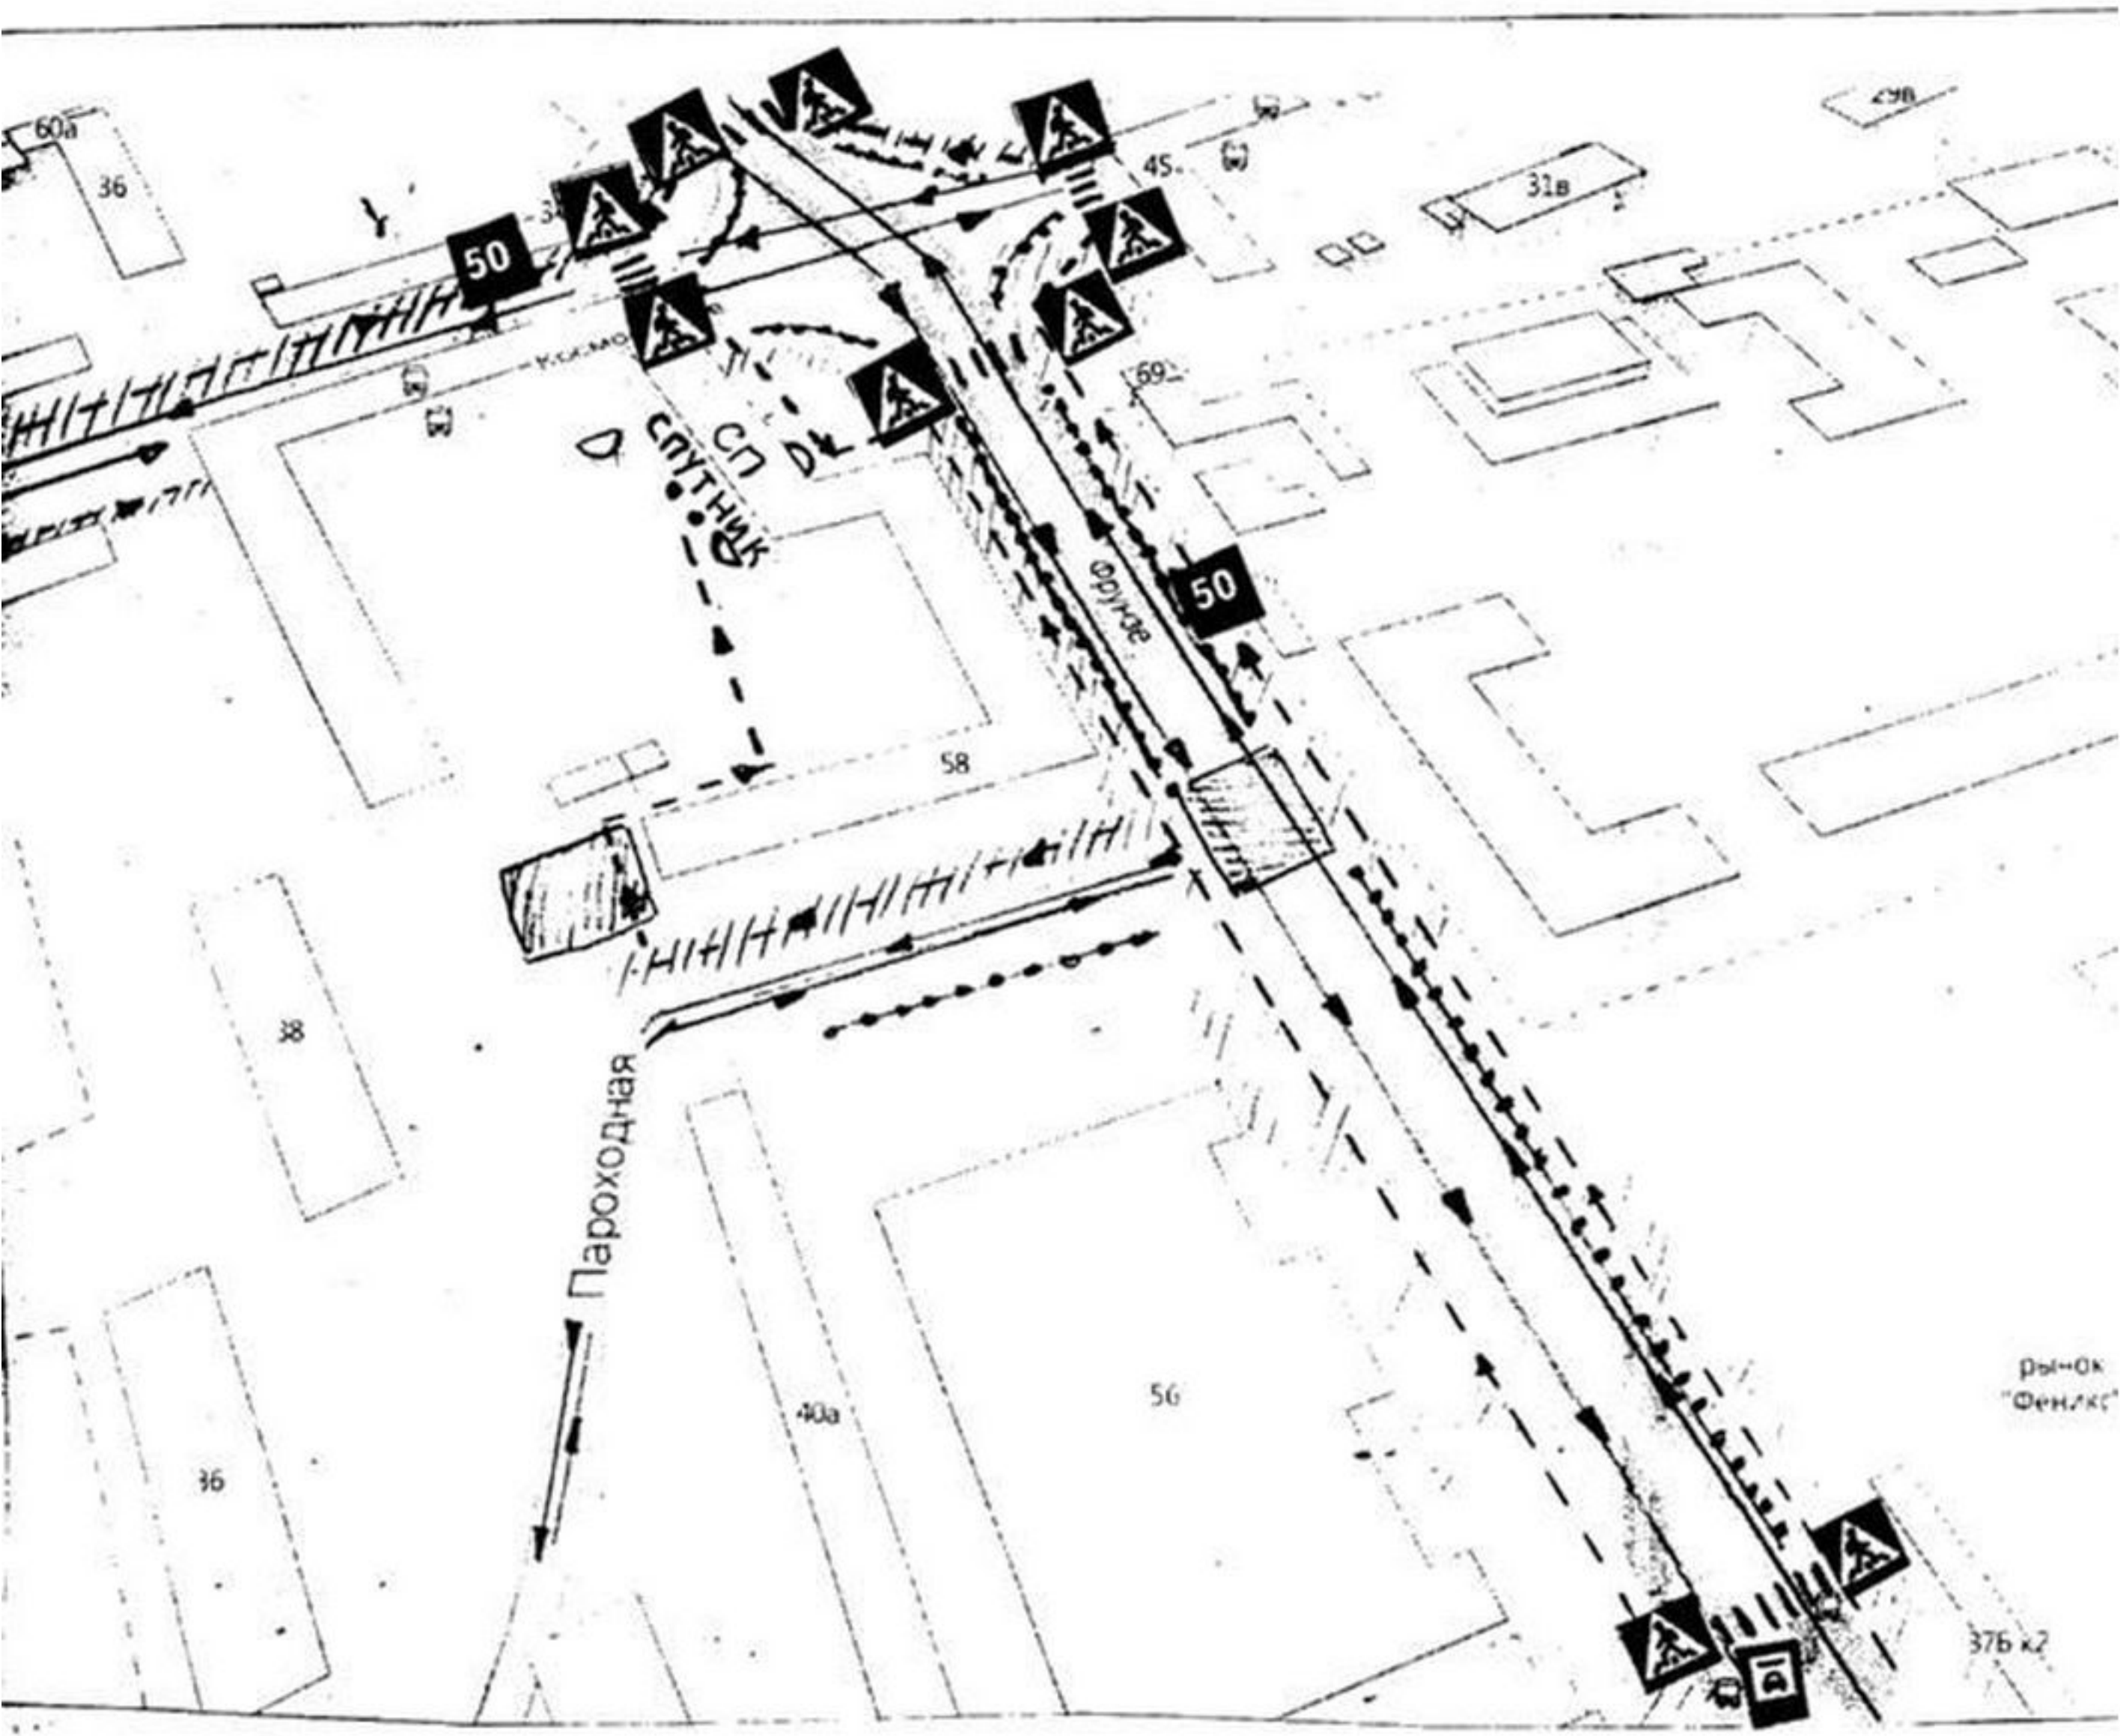 60а
36
29в
45
31в
50
Космо
69
СП
СПУТНИК
50
Фрунзе
58
38
Пароходная
рынок
"Феникс"
40а
56
36
37Б к2